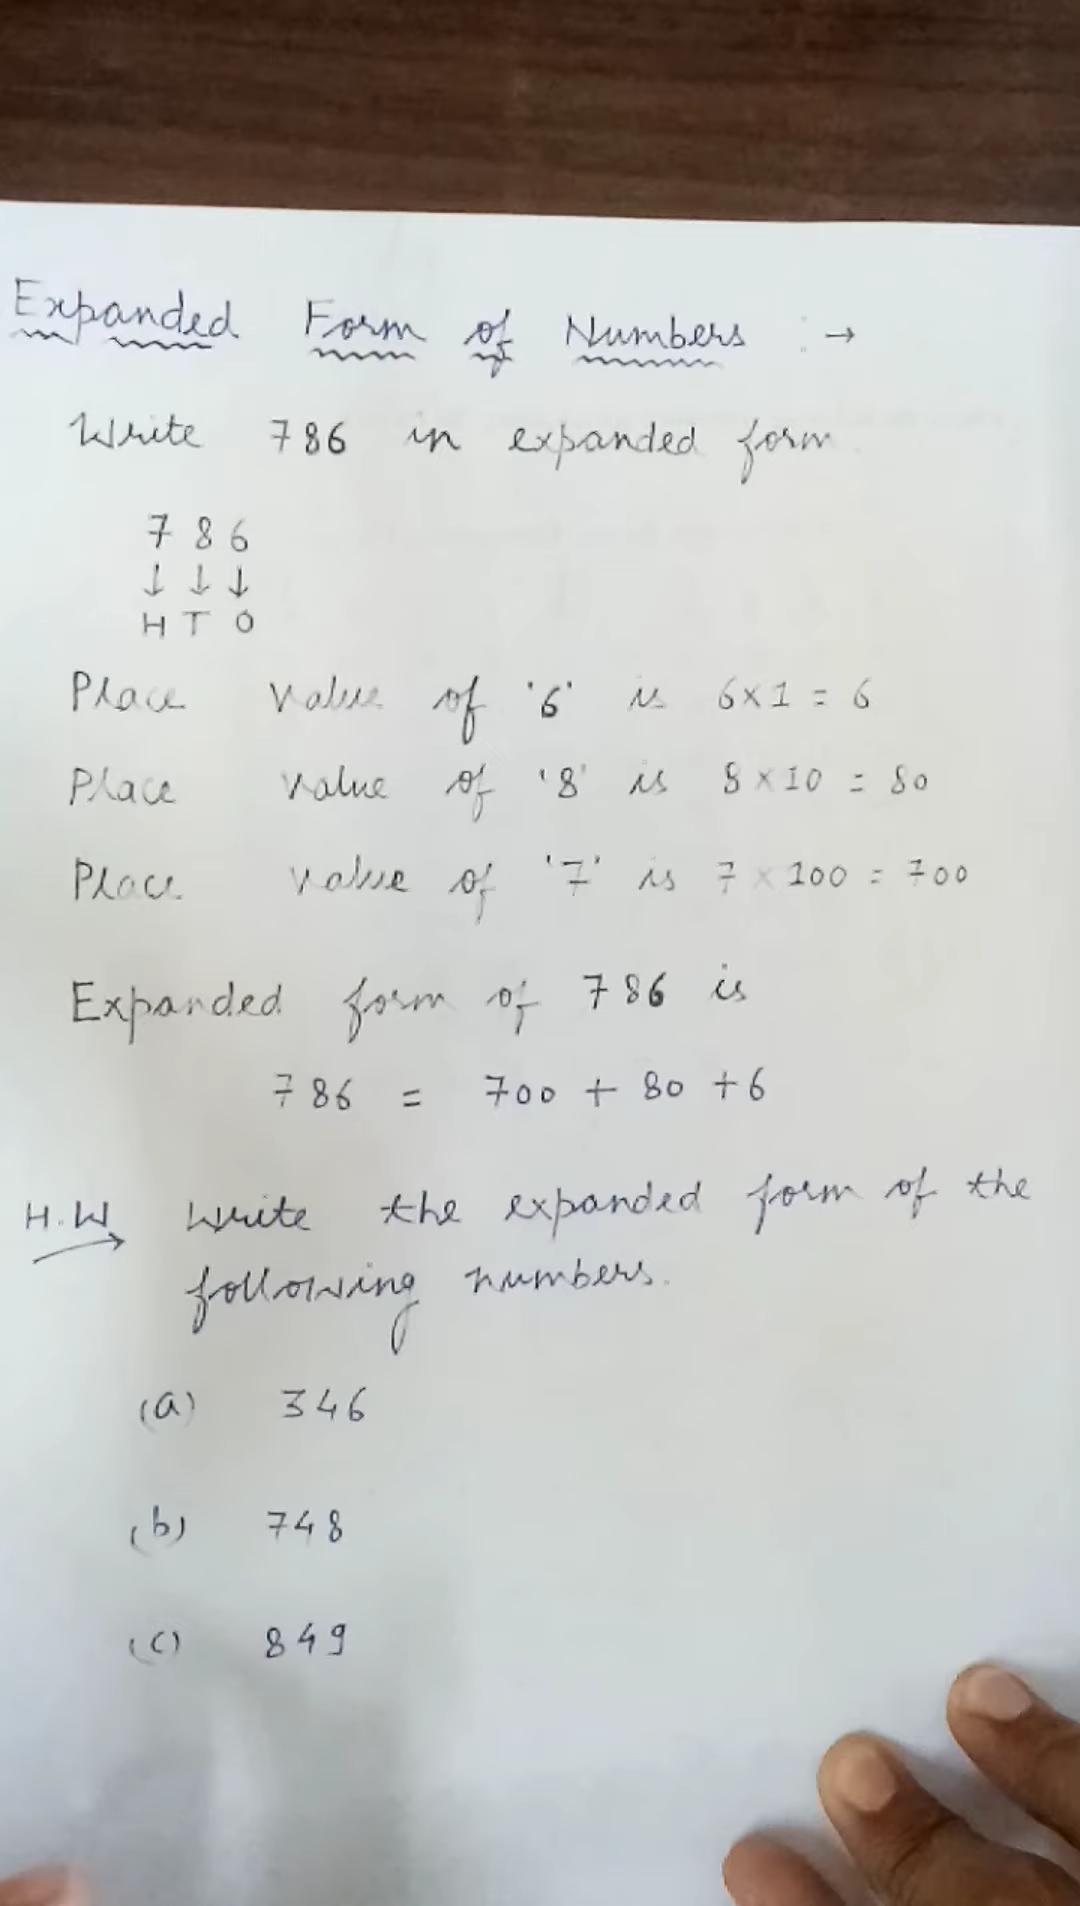 Expanded Form of Numbers :→
Write 786 in expanded form.
7 8 6
↓ ↓ ↓
H T O
Place value of '6' is 6×1 = 6
Place value of '8' is 8×10 = 80
Place value of '7' is 7×100 = 700
Expanded form of 786 is
786 = 700 + 80 + 6
H.W → Write the expanded form of the
following numbers.
(a) 346
(b) 748
(c) 849